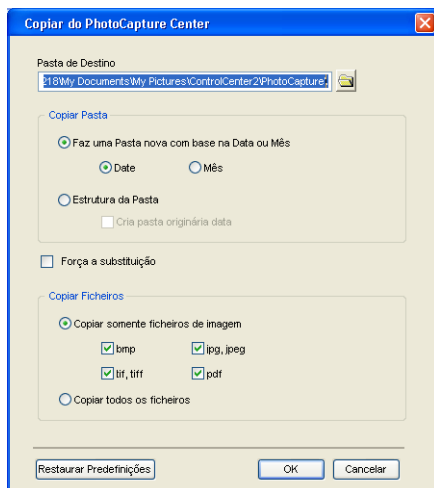 Copiar do PhotoCapture Center
Pasta de Destino
218\My Documents\My Pictures\ControlCenter2\PhotoCapture\
Copiar Pasta
Faz uma Pasta nova com base na Data ou Mês
Date Mês
Estrutura da Pasta
Cria pasta originária data
Força a substituição
Copiar Ficheiros
Copiar somente ficheiros de imagem
bmp jpg, jpeg
tif, tiff pdf
Copiar todos os ficheiros
Restaurar Predefinições OK Cancelar